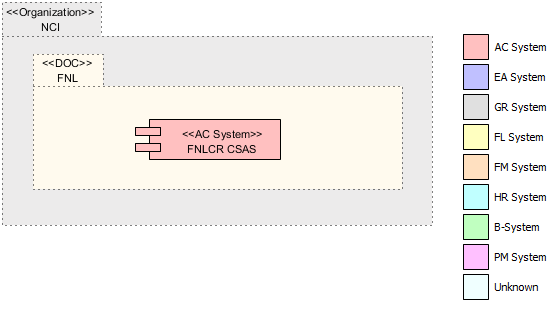 <<Organization>>
NCI
<<DOC>>
FNL
<<AC System>>
FNLCR CSAS
AC System
EA System
GR System
FL System
FM System
HR System
B-System
PM System
Unknown